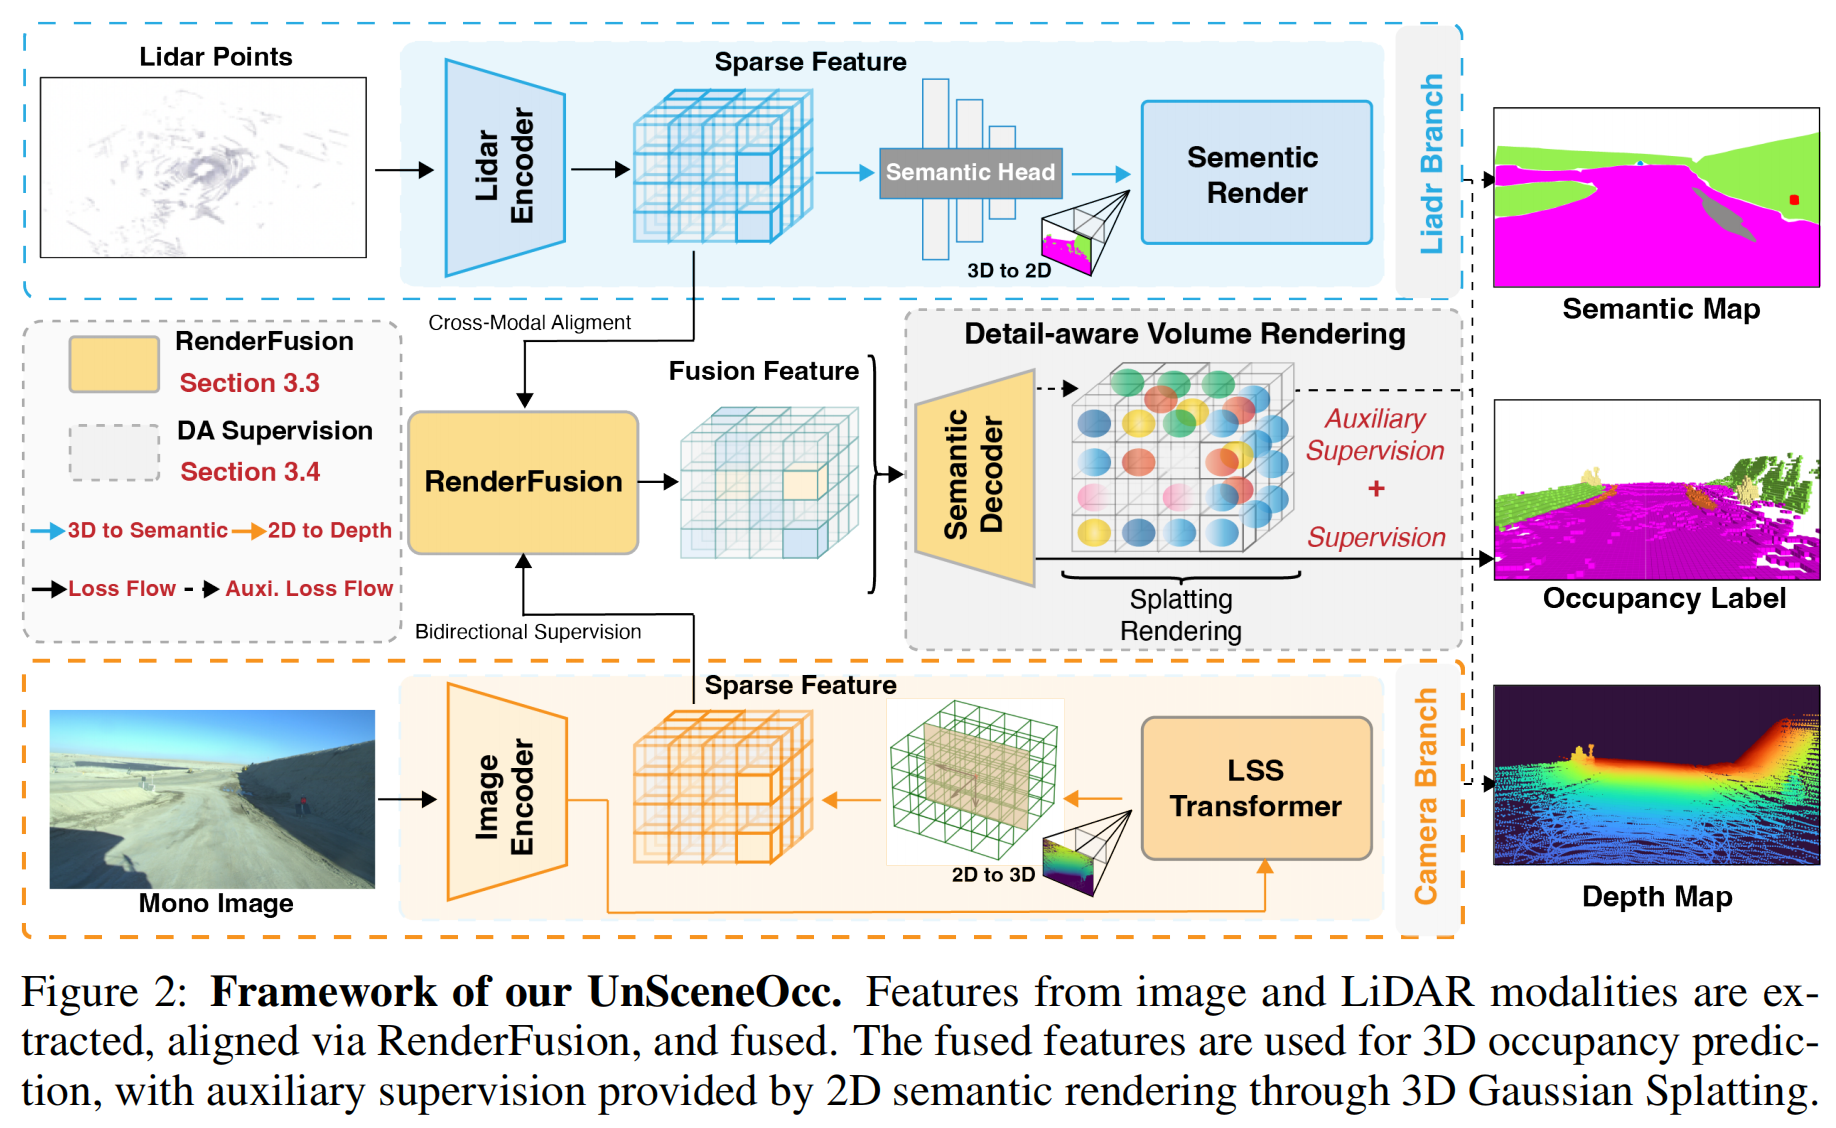 Lidar Points
Lidar
Encoder
Sparse Feature
Semantic Head
3D to 2D
Sementic
Render
Liadr Branch
Semantic Map
Cross-Modal Aligment
RenderFusion
Section 3.3
DA Supervision
Section 3.4
3D to Semantic
2D to Depth
Loss Flow
Auxi. Loss Flow
RenderFusion
Fusion Feature
Bidirectional Supervision
Detail-aware Volume Rendering
Semantic
Decoder
Auxiliary
Supervision
+
Supervision
Splatting
Rendering
Occupancy Label
Mono Image
Image
Encoder
Sparse Feature
2D to 3D
LSS
Transformer
Camera Branch
Depth Map
Figure 2: Framework of our UnSceneOcc. Features from image and LiDAR modalities are ex-
tracted, aligned via RenderFusion, and fused. The fused features are used for 3D occupancy predic-
tion, with auxiliary supervision provided by 2D semantic rendering through 3D Gaussian Splatting.